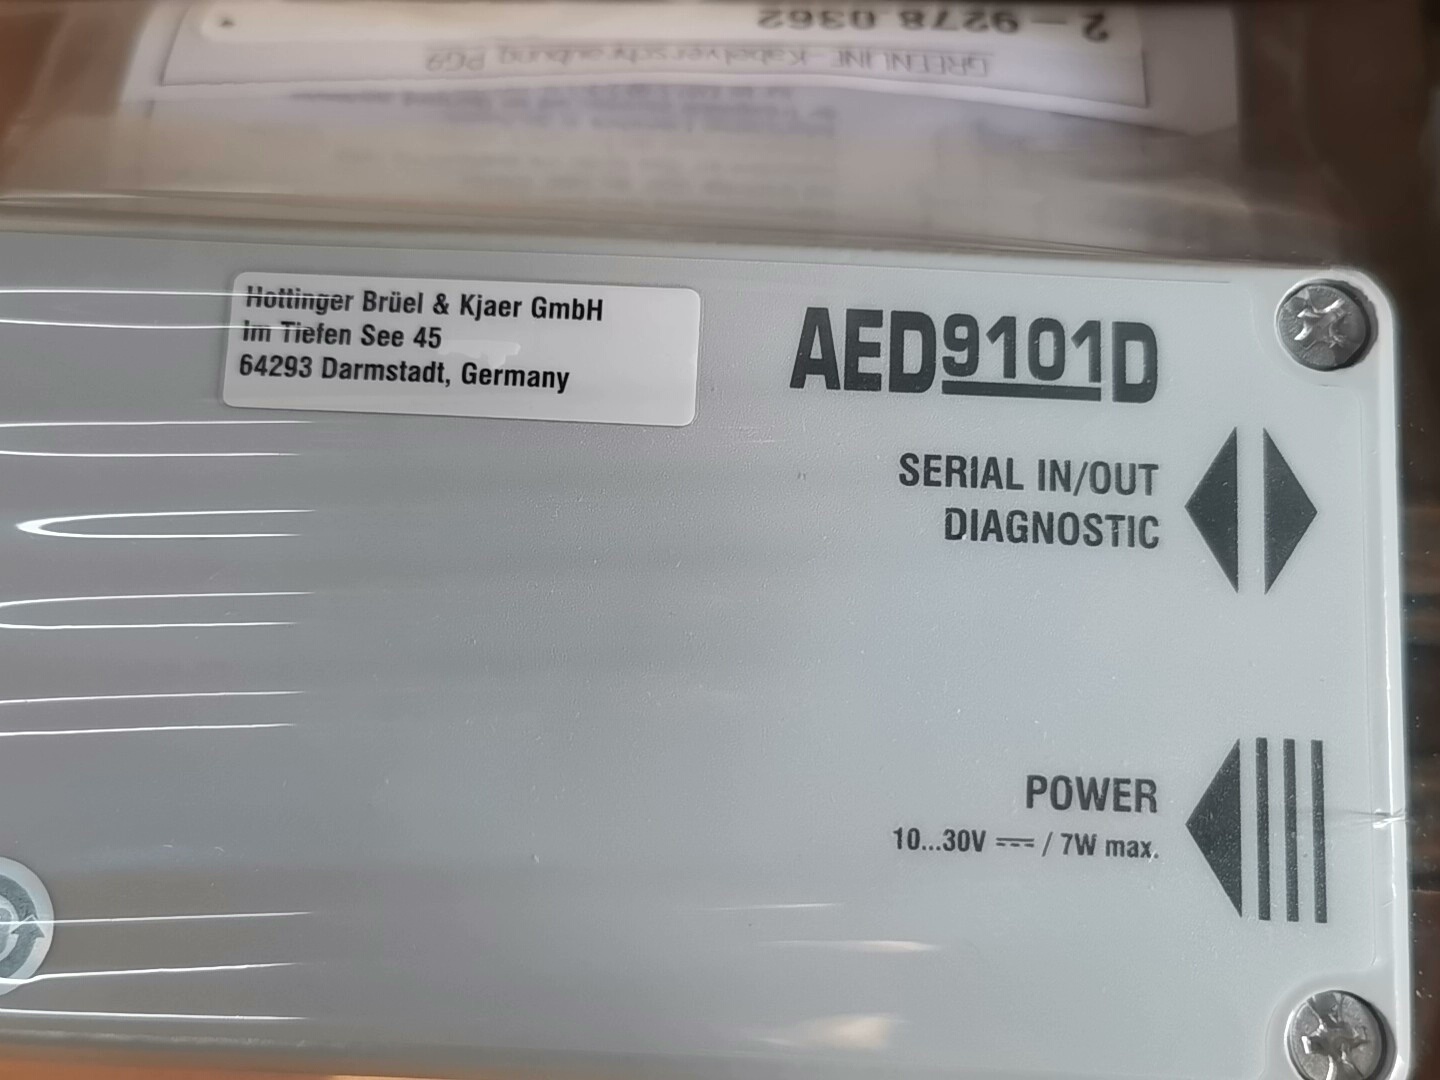 2-9278.0362
GREENLINE-Kabelverschraubung PG9
Hottinger Brüel & Kjaer GmbH
Im Tiefen See 45
64293 Darmstadt, Germany
AED9101D
SERIAL IN/OUT
DIAGNOSTIC
POWER
10...30V ⎓ / 7W max.